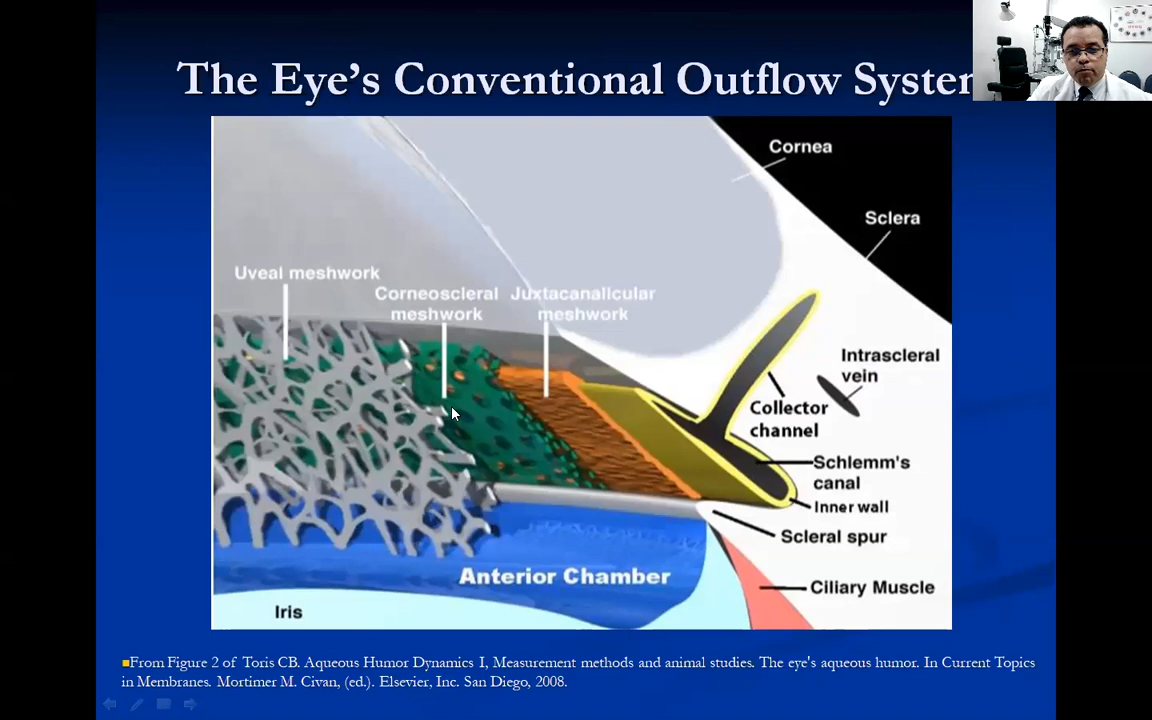 The Eye's Conventional Outflow System
Cornea
Sclera
Uveal meshwork
Corneoscleral
meshwork
Juxtacanalicular
meshwork
Intrascleral
vein
Collector
channel
Schlemm's
canal
Inner wall
Scleral spur
Anterior Chamber
Ciliary Muscle
Iris
From Figure 2 of Toris CB. Aqueous Humor Dynamics I, Measurement methods and animal studies. The eye's aqueous humor. In Current Topics
in Membranes. Mortimer M. Civan, (ed.). Elsevier, Inc. San Diego, 2008.